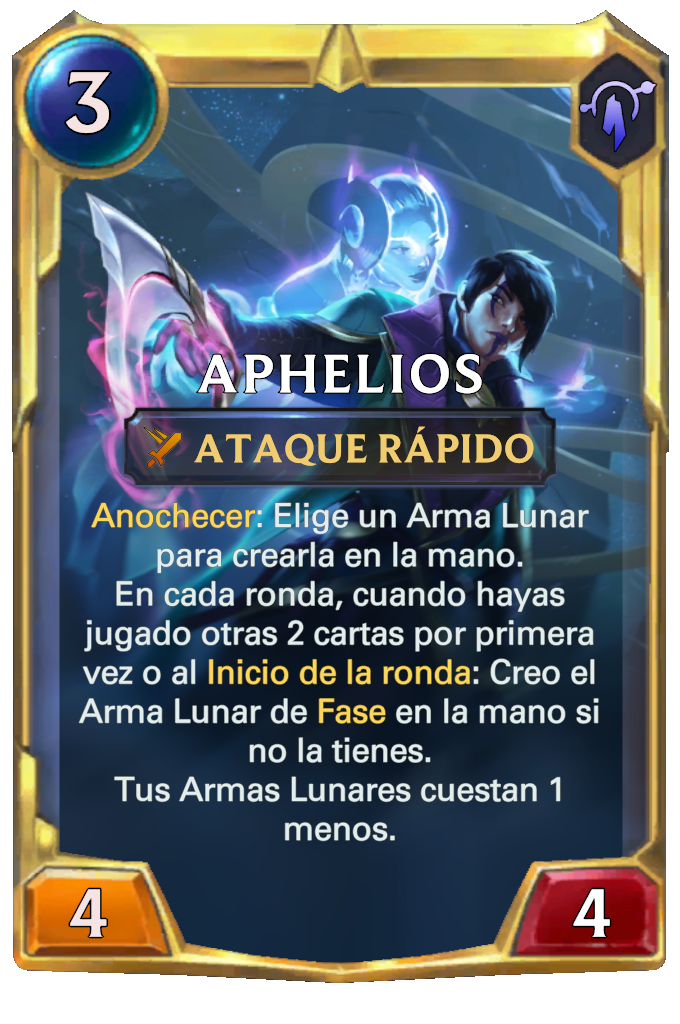 3
APHELIOS
ATAQUE RÁPIDO
Anochecer: Elige un Arma Lunar
para crearla en la mano.
En cada ronda, cuando hayas
jugado otras 2 cartas por primera
vez o al Inicio de la ronda: Creo el
Arma Lunar de Fase en la mano si
no la tienes.
Tus Armas Lunares cuestan 1
menos.
4
4